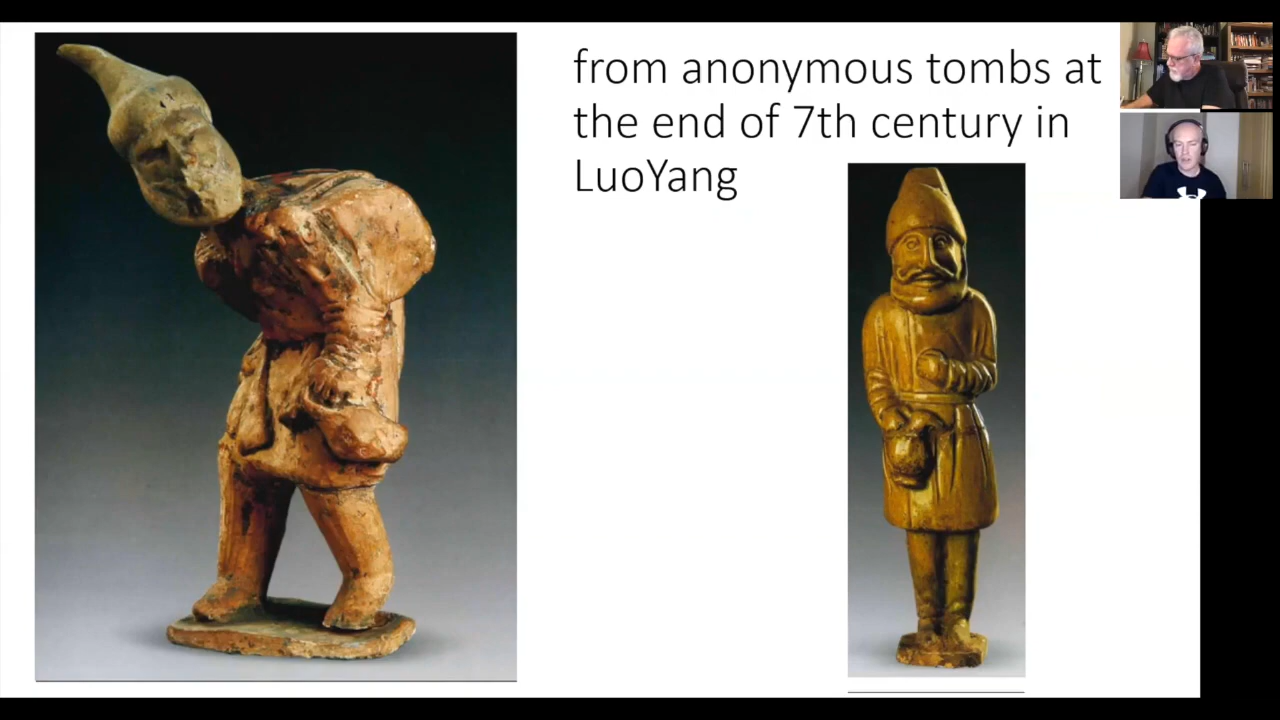 from anonymous tombs at
the end of 7th century in
LuoYang